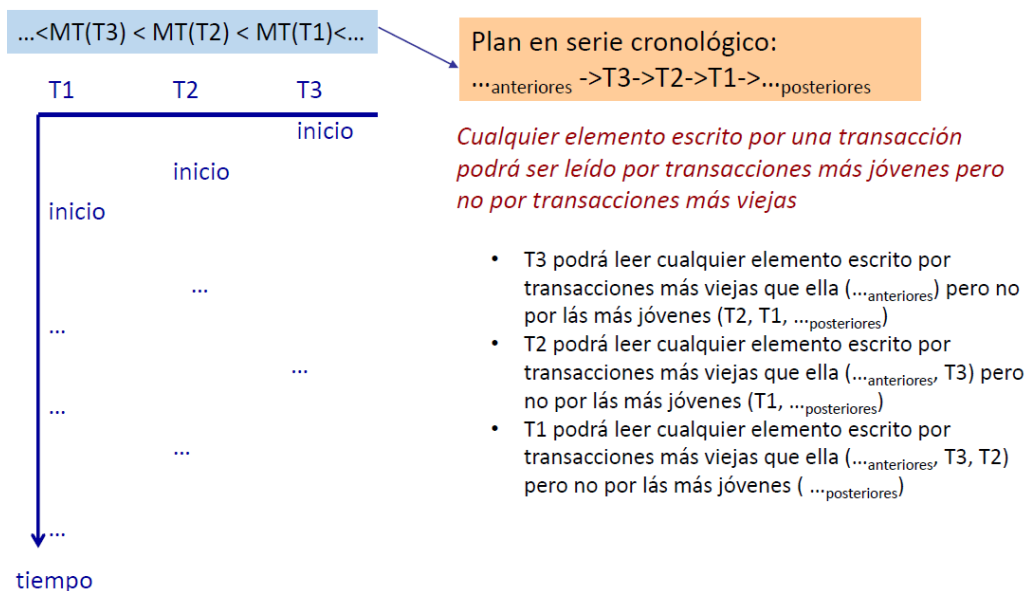 ...<MT(T3) < MT(T2) < MT(T1)<...
Plan en serie cronológico:
...anteriores ->T3->T2->T1->...posteriores
T1 T2 T3
inicio
inicio
inicio
...
...
...
...
...
...
tiempo
Cualquier elemento escrito por una transacción
podrá ser leído por transacciones más jóvenes pero
no por transacciones más viejas
• T3 podrá leer cualquier elemento escrito por
transacciones más viejas que ella (...anteriores) pero no
por lás más jóvenes (T2, T1, ...posteriores)
• T2 podrá leer cualquier elemento escrito por
transacciones más viejas que ella (...anteriores, T3) pero
no por lás más jóvenes (T1, ...posteriores)
• T1 podrá leer cualquier elemento escrito por
transacciones más viejas que ella (...anteriores, T3, T2)
pero no por lás más jóvenes ( ...posteriores)